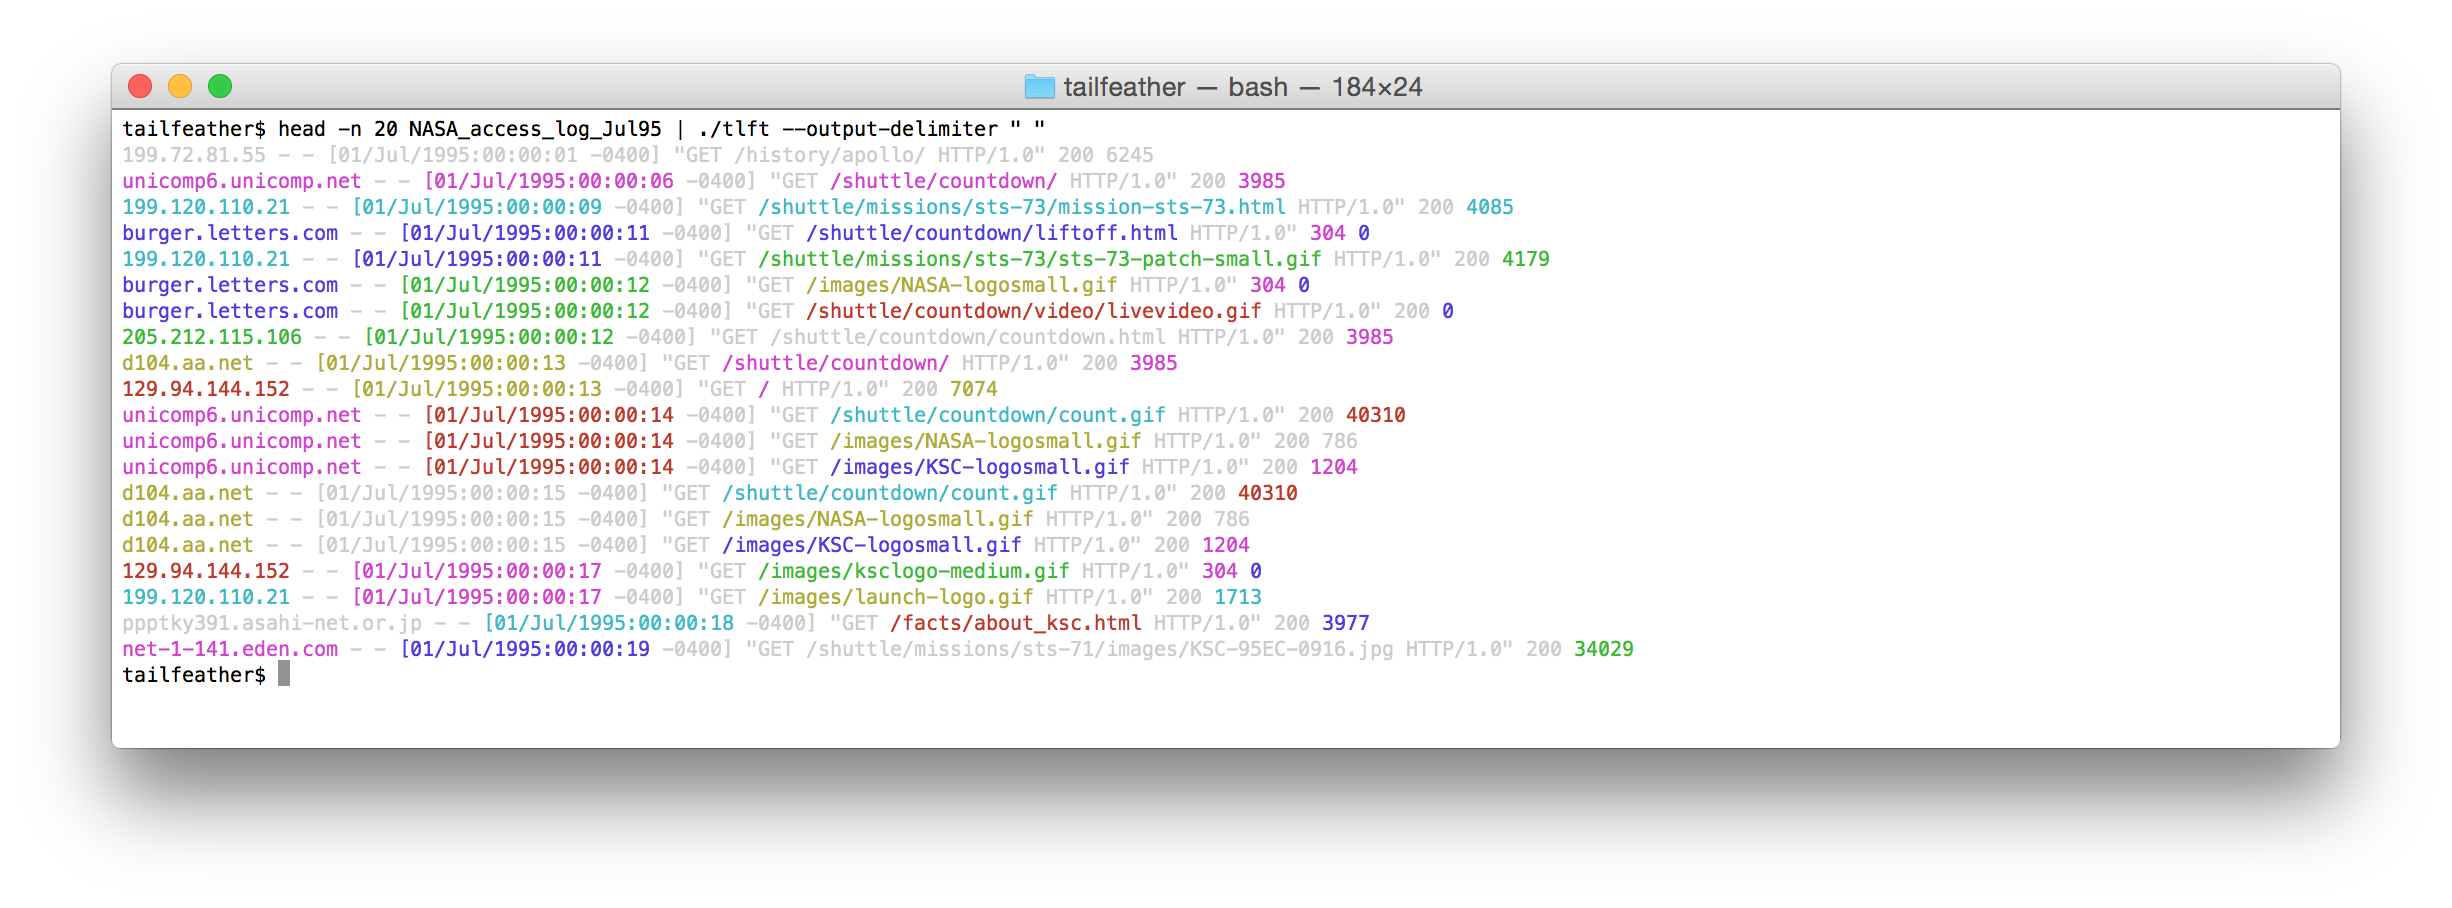 tailfeather — bash — 184×24
tailfeather$ head -n 20 NASA_access_log_Jul95 | ./tlft --output-delimiter " "
199.72.81.55 - - [01/Jul/1995:00:00:01 -0400] "GET /history/apollo/ HTTP/1.0" 200 6245
unicomp6.unicomp.net - - [01/Jul/1995:00:00:06 -0400] "GET /shuttle/countdown/ HTTP/1.0" 200 3985
199.120.110.21 - - [01/Jul/1995:00:00:09 -0400] "GET /shuttle/missions/sts-73/mission-sts-73.html HTTP/1.0" 200 4085
burger.letters.com - - [01/Jul/1995:00:00:11 -0400] "GET /shuttle/countdown/liftoff.html HTTP/1.0" 304 0
199.120.110.21 - - [01/Jul/1995:00:00:11 -0400] "GET /shuttle/missions/sts-73/sts-73-patch-small.gif HTTP/1.0" 200 4179
burger.letters.com - - [01/Jul/1995:00:00:12 -0400] "GET /images/NASA-logosmall.gif HTTP/1.0" 304 0
burger.letters.com - - [01/Jul/1995:00:00:12 -0400] "GET /shuttle/countdown/video/livevideo.gif HTTP/1.0" 200 0
205.212.115.106 - - [01/Jul/1995:00:00:12 -0400] "GET /shuttle/countdown/countdown.html HTTP/1.0" 200 3985
d104.aa.net - - [01/Jul/1995:00:00:13 -0400] "GET /shuttle/countdown/ HTTP/1.0" 200 3985
129.94.144.152 - - [01/Jul/1995:00:00:13 -0400] "GET / HTTP/1.0" 200 7074
unicomp6.unicomp.net - - [01/Jul/1995:00:00:14 -0400] "GET /shuttle/countdown/count.gif HTTP/1.0" 200 40310
unicomp6.unicomp.net - - [01/Jul/1995:00:00:14 -0400] "GET /images/NASA-logosmall.gif HTTP/1.0" 200 786
unicomp6.unicomp.net - - [01/Jul/1995:00:00:14 -0400] "GET /images/KSC-logosmall.gif HTTP/1.0" 200 1204
d104.aa.net - - [01/Jul/1995:00:00:15 -0400] "GET /shuttle/countdown/count.gif HTTP/1.0" 200 40310
d104.aa.net - - [01/Jul/1995:00:00:15 -0400] "GET /images/NASA-logosmall.gif HTTP/1.0" 200 786
d104.aa.net - - [01/Jul/1995:00:00:15 -0400] "GET /images/KSC-logosmall.gif HTTP/1.0" 200 1204
129.94.144.152 - - [01/Jul/1995:00:00:17 -0400] "GET /images/ksclogo-medium.gif HTTP/1.0" 304 0
199.120.110.21 - - [01/Jul/1995:00:00:17 -0400] "GET /images/launch-logo.gif HTTP/1.0" 200 1713
ppptky391.asahi-net.or.jp - - [01/Jul/1995:00:00:18 -0400] "GET /facts/about_ksc.html HTTP/1.0" 200 3977
net-1-141.eden.com - - [01/Jul/1995:00:00:19 -0400] "GET /shuttle/missions/sts-71/images/KSC-95EC-0916.jpg HTTP/1.0" 200 34029
tailfeather$